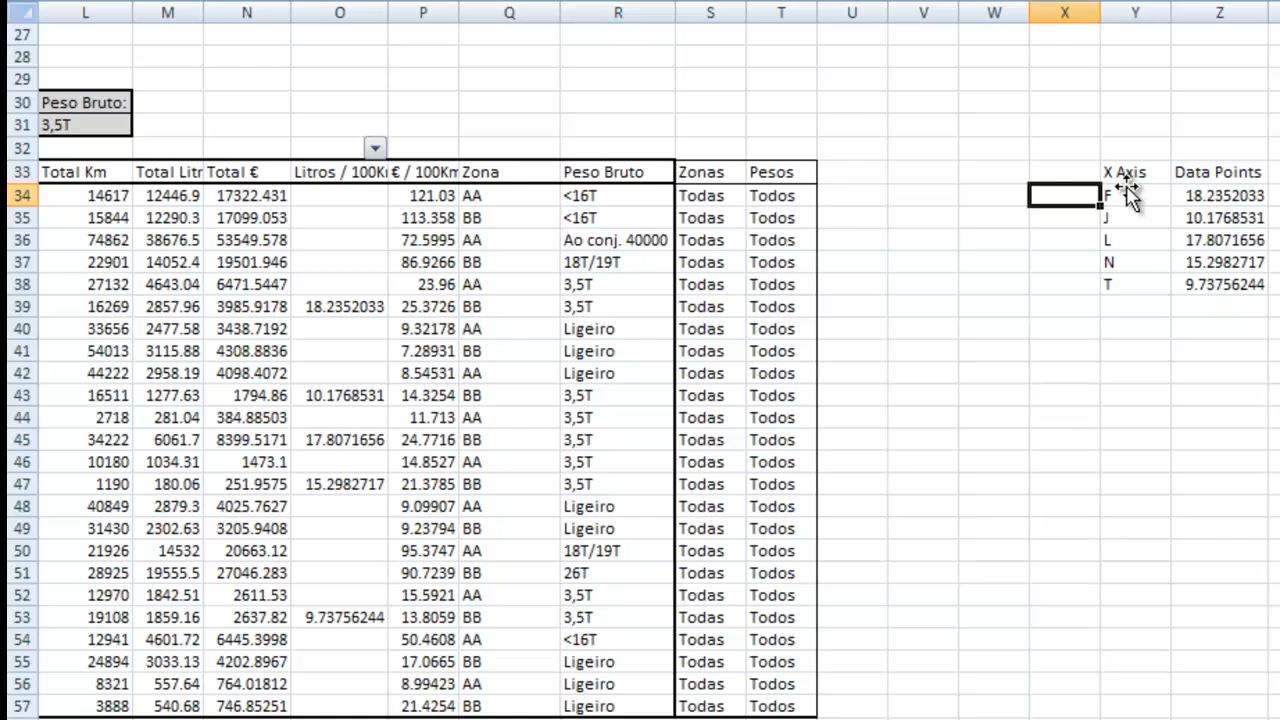 L M N O P Q R S T U V W X Y Z
27
28
29
30 Peso Bruto:
31 3,5T
32
33 Total Km Total Litr Total € Litros / 100K € / 100Km Zona Peso Bruto Zonas Pesos X Axis Data Points
34 14617 12446.9 17322.431 121.03 AA <16T Todas Todos F 18.2352033
35 15844 12290.3 17099.053 113.358 BB <16T Todas Todos J 10.1768531
36 74862 38676.5 53549.578 72.5995 AA Ao conj. 40000 Todas Todos L 17.8071656
37 22901 14052.4 19501.946 86.9266 BB 18T/19T Todas Todos N 15.2982717
38 27132 4643.04 6471.5447 23.96 AA 3,5T Todas Todos T 9.73756244
39 16269 2857.96 3985.9178 18.2352033 25.3726 BB 3,5T Todas Todos
40 33656 2477.58 3438.7192 9.32178 AA Ligeiro Todas Todos
41 54013 3115.88 4308.8836 7.28931 BB Ligeiro Todas Todos
42 44222 2958.19 4098.4072 8.54531 AA Ligeiro Todas Todos
43 16511 1277.63 1794.86 10.1768531 14.3254 BB 3,5T Todas Todos
44 2718 281.04 384.88503 11.713 AA 3,5T Todas Todos
45 34222 6061.7 8399.5171 17.8071656 24.7716 BB 3,5T Todas Todos
46 10180 1034.31 1473.1 14.8527 AA 3,5T Todas Todos
47 1190 180.06 251.9575 15.2982717 21.3785 BB 3,5T Todas Todos
48 40849 2879.3 4025.7627 9.09907 AA Ligeiro Todas Todos
49 31430 2302.63 3205.9408 9.23794 BB Ligeiro Todas Todos
50 21926 14532 20663.12 95.3747 AA 18T/19T Todas Todos
51 28925 19555.5 27046.283 90.7239 BB 26T Todas Todos
52 12970 1842.51 2611.53 15.5921 AA 3,5T Todas Todos
53 19108 1859.16 2637.82 9.73756244 13.8059 BB 3,5T Todas Todos
54 12941 4601.72 6445.3998 50.4608 AA <16T Todas Todos
55 24894 3033.13 4202.8967 17.0665 BB Ligeiro Todas Todos
56 8321 557.64 764.01812 8.99423 AA Ligeiro Todas Todos
57 3888 540.68 746.85251 21.4254 BB Ligeiro Todas Todos